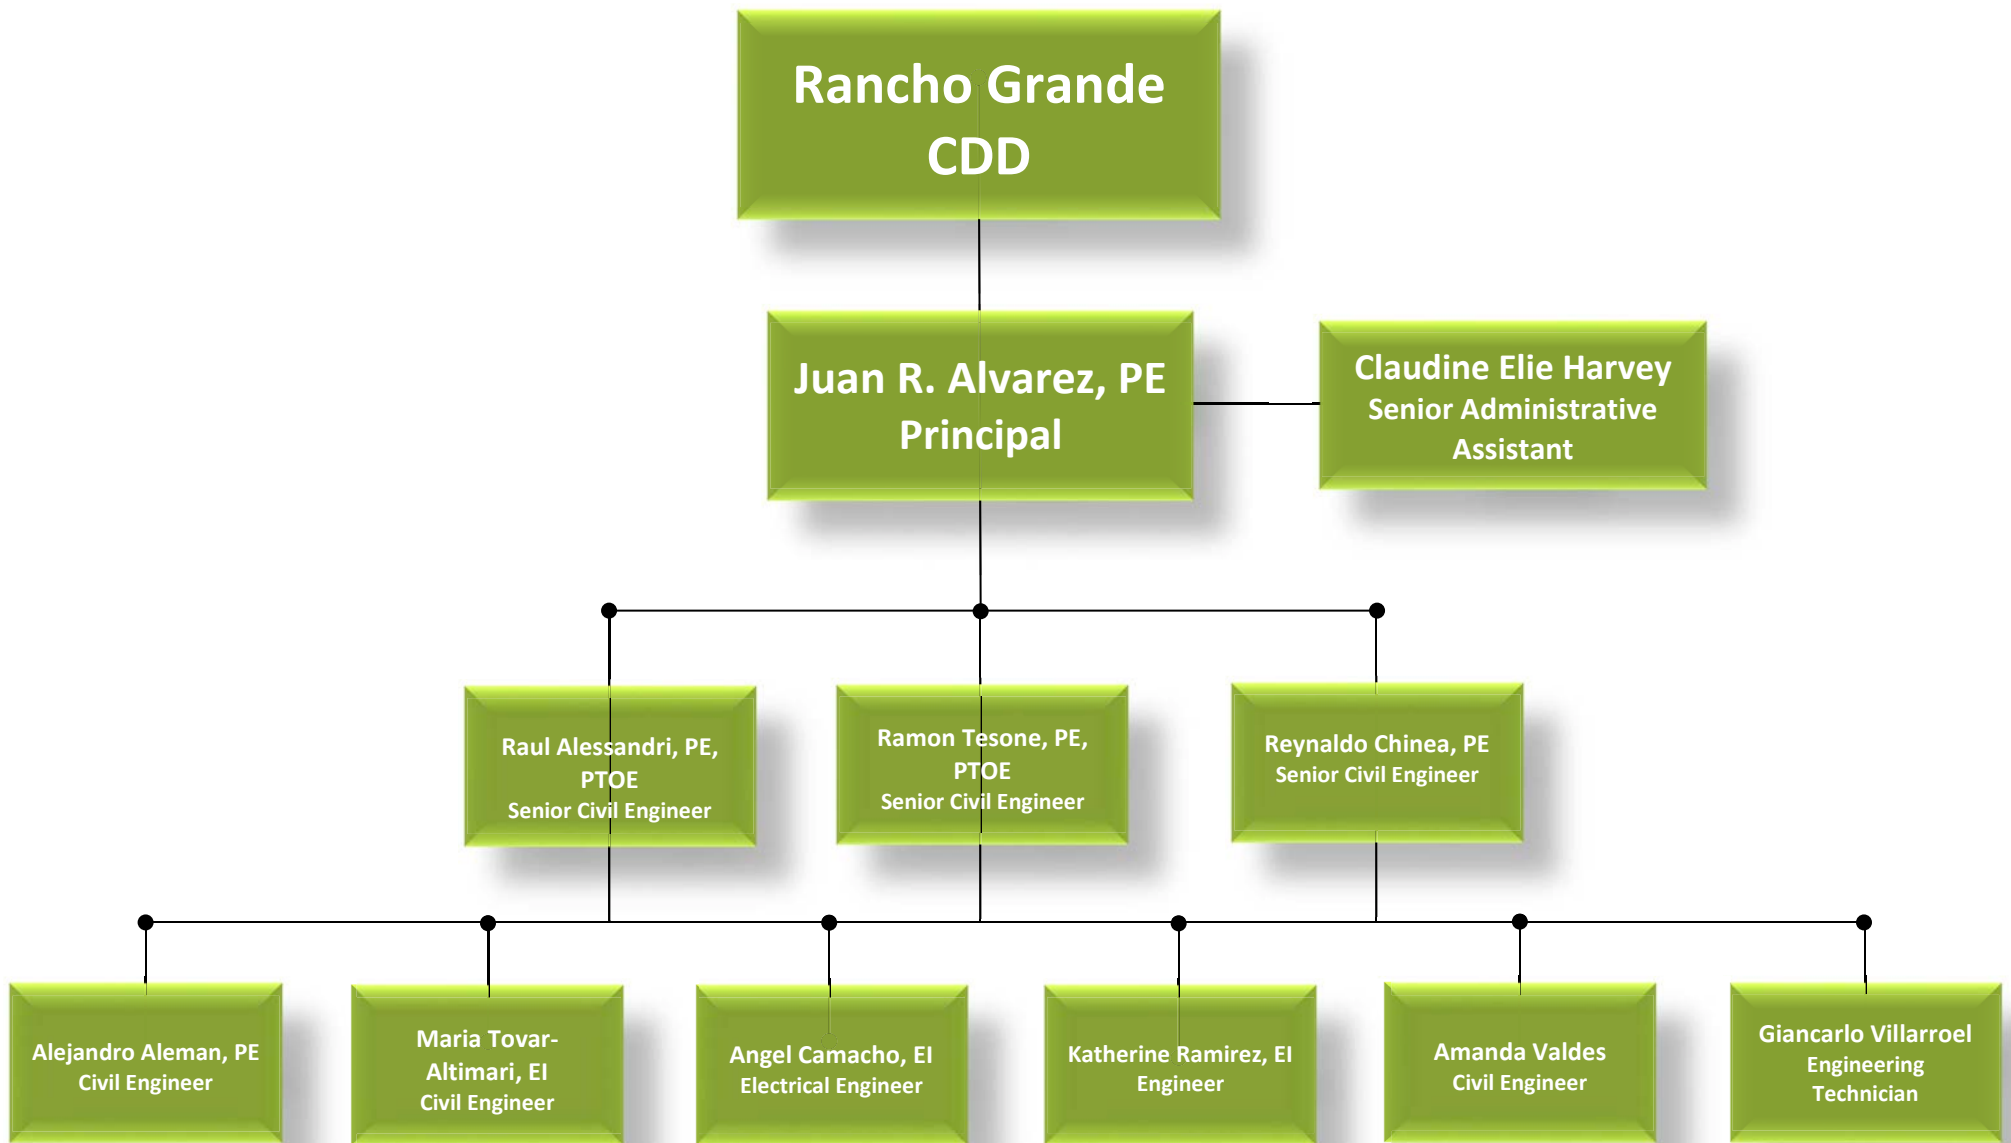 Rancho Grande
CDD
Juan R. Alvarez, PE
Principal
Claudine Elie Harvey
Senior Administrative
Assistant
Raul Alessandri, PE,
PTOE
Senior Civil Engineer
Ramon Tesone, PE,
PTOE
Senior Civil Engineer
Reynaldo Chinea, PE
Senior Civil Engineer
Alejandro Aleman, PE
Civil Engineer
Maria Tovar-
Altimari, EI
Civil Engineer
Angel Camacho, EI
Electrical Engineer
Katherine Ramirez, EI
Engineer
Amanda Valdes
Civil Engineer
Giancarlo Villarroel
Engineering
Technician